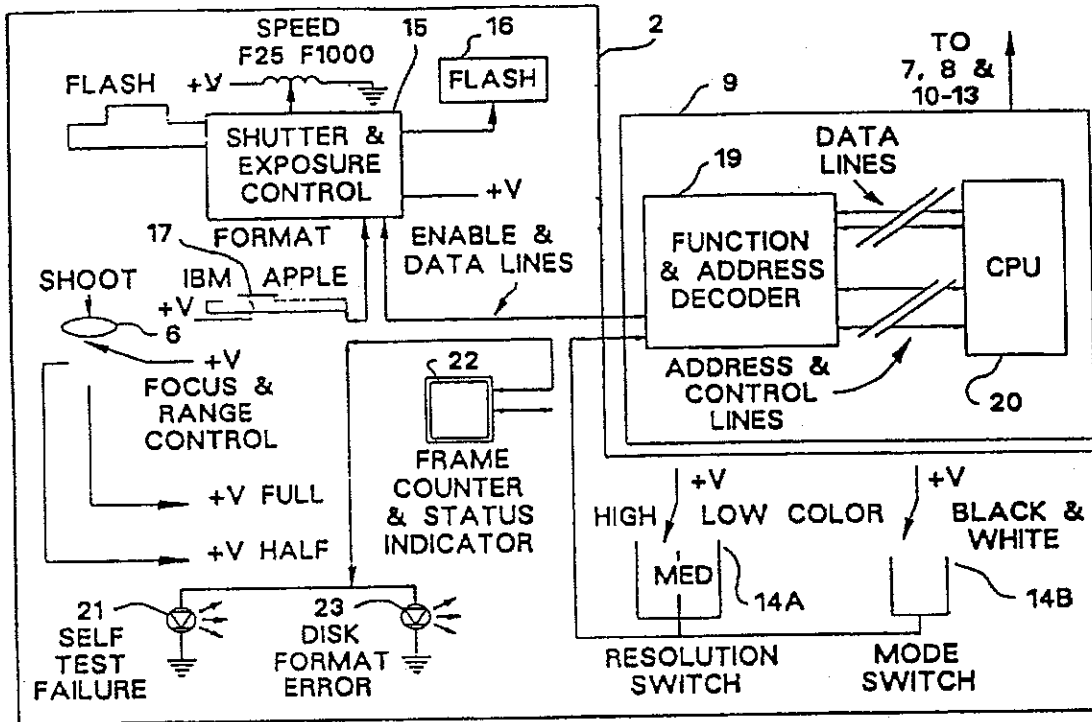 SPEED
F25 F1000
15
16
2
TO
7, 8 &
10-13
FLASH
+V
FLASH
9
SHUTTER &
EXPOSURE
CONTROL
+V
DATA
LINES
19
FUNCTION
& ADDRESS
DECODER
CPU
17
FORMAT
IBM APPLE
ENABLE &
DATA LINES
SHOOT
+V
6
+V
FOCUS &
RANGE
CONTROL
22
ADDRESS &
CONTROL
LINES
20
FRAME
COUNTER
& STATUS
INDICATOR
+V FULL
+V HALF
+V
HIGH
LOW
MED
14A
RESOLUTION
SWITCH
+V
COLOR
BLACK &
WHITE
14B
MODE
SWITCH
21
SELF
TEST
FAILURE
23
DISK
FORMAT
ERROR